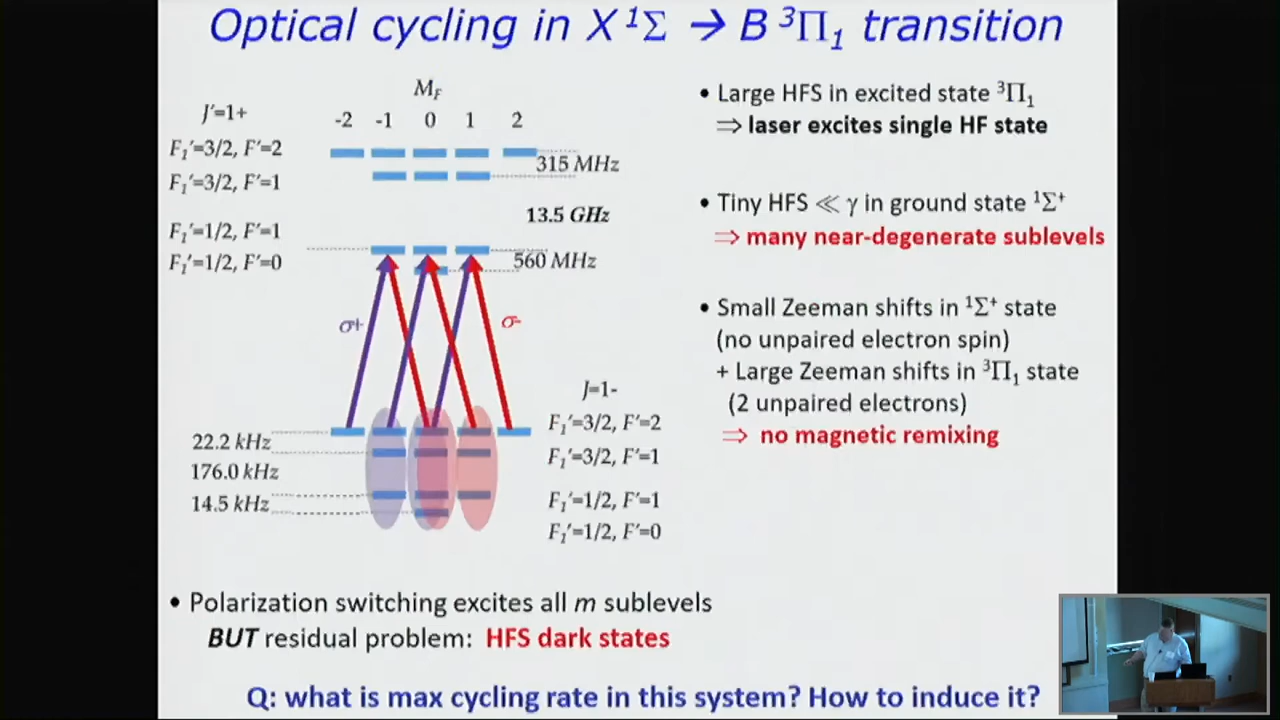 Optical cycling in X ¹Σ → B ³Π₁ transition
M_F
J'=1+
-2 -1 0 1 2
F₁'=3/2, F'=2
315 MHz
F₁'=3/2, F'=1
13.5 GHz
F₁'=1/2, F'=1
F₁'=1/2, F'=0
560 MHz
σ+
σ-
J=1-
F₁'=3/2, F'=2
22.2 kHz
F₁'=3/2, F'=1
176.0 kHz
14.5 kHz
F₁'=1/2, F'=1
F₁'=1/2, F'=0
• Large HFS in excited state ³Π₁
⇒ laser excites single HF state
• Tiny HFS ≪ γ in ground state ¹Σ⁺
⇒ many near-degenerate sublevels
• Small Zeeman shifts in ¹Σ⁺ state
(no unpaired electron spin)
+ Large Zeeman shifts in ³Π₁ state
(2 unpaired electrons)
⇒ no magnetic remixing
• Polarization switching excites all m sublevels
BUT residual problem: HFS dark states
Q: what is max cycling rate in this system? How to induce it?